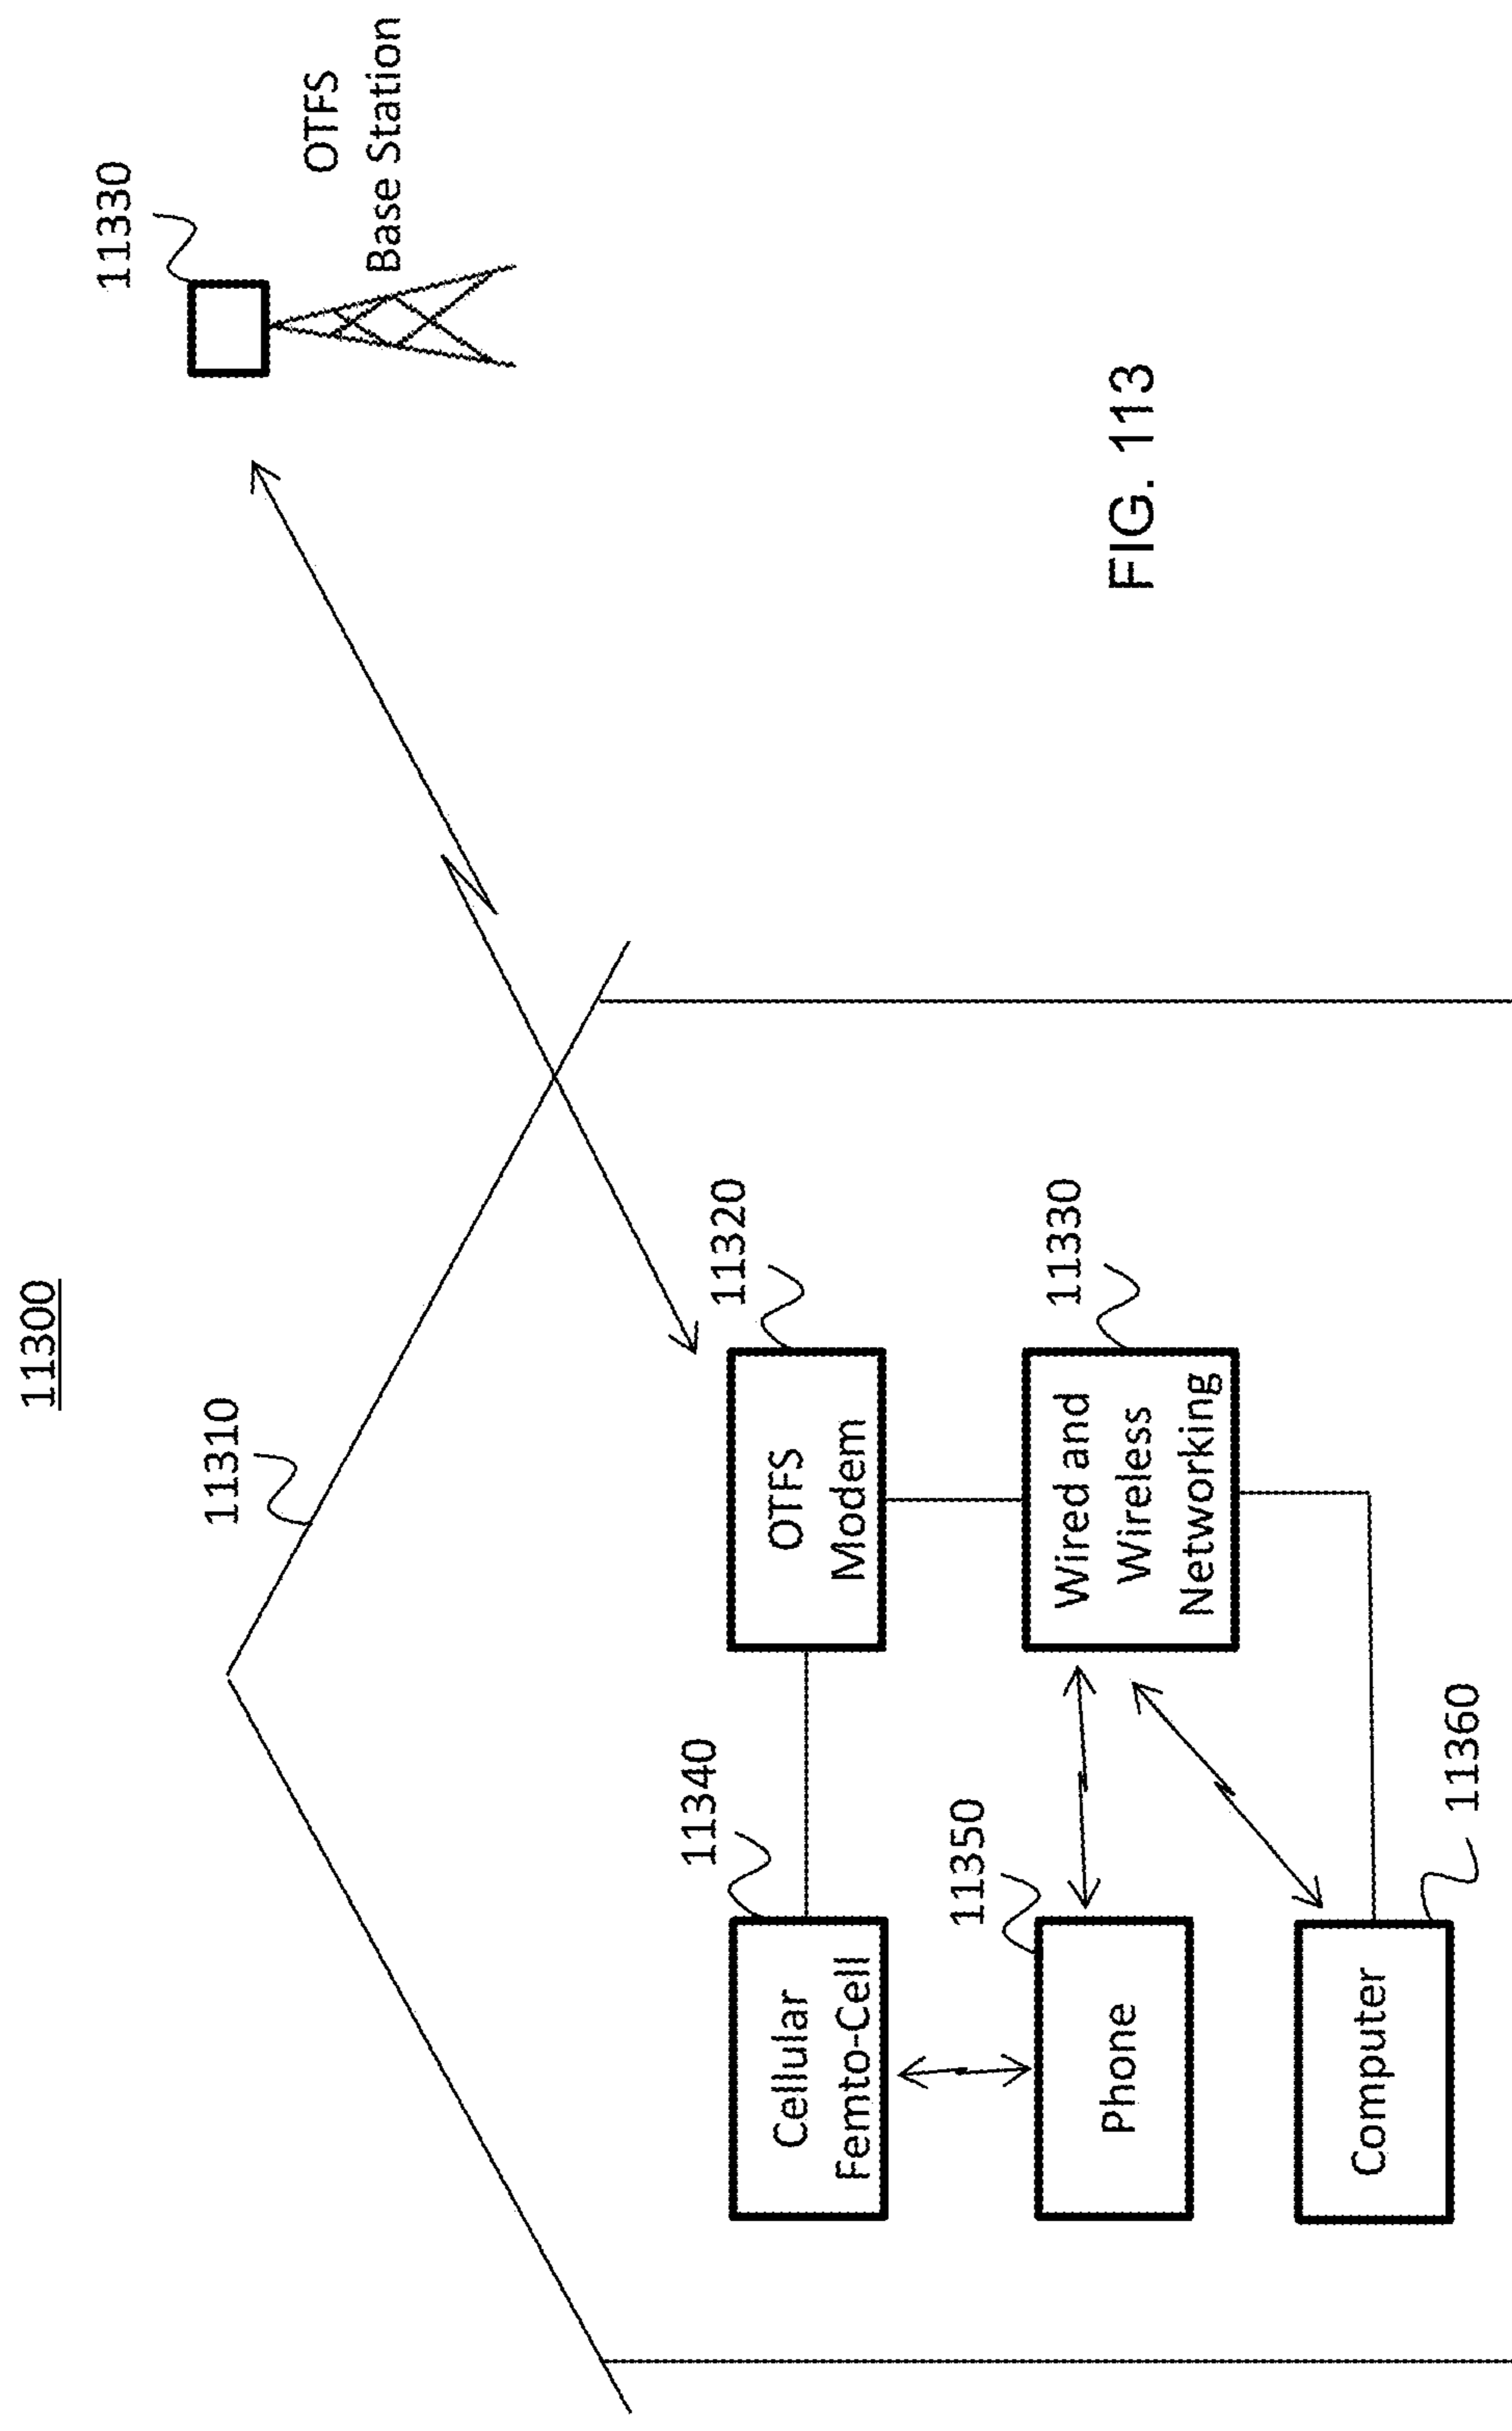 11300
11310
11330
OTFS
Base Station
11340
Cellular
Femto-Cell
11320
OTFS
Modem
11350
Phone
11330
Wired and
Wireless
Networking
Computer
11360
FIG. 113